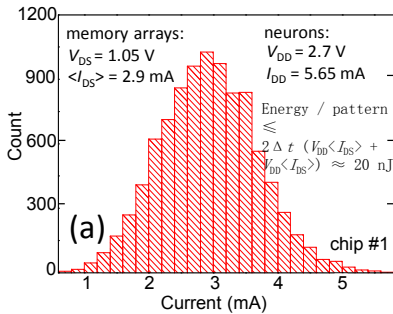 memory arrays:
V_DS = 1.05 V
<I_DS> = 2.9 mA
neurons:
V_DD = 2.7 V
I_DD = 5.65 mA
Energy / pattern
≤
2Δt (V_DD<I_DS> +
V_DD<I_DS>) ≈ 20 nJ
(a)
chip #1
Count
1200
900
600
300
0
1
2
3
4
5
Current (mA)